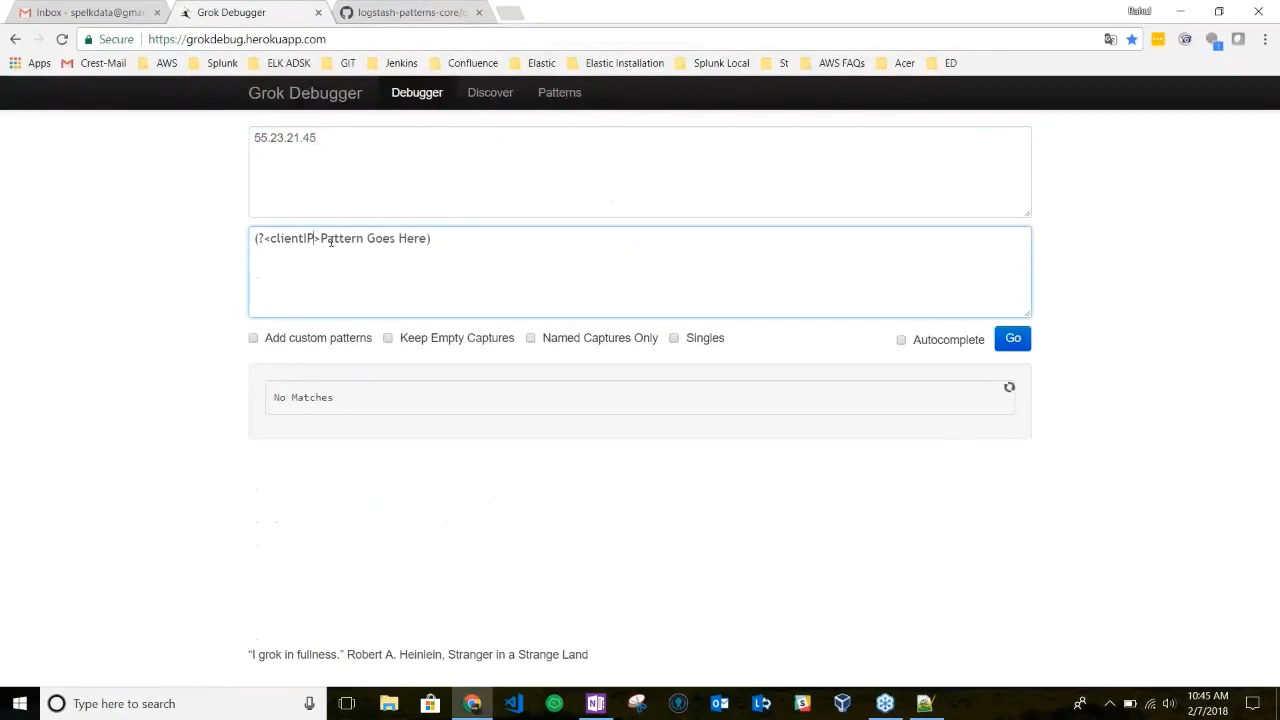 Inbox - spelkdata@gmai
Grok Debugger
logstash-patterns-core/p
Rahul
Secure
https://grokdebug.herokuapp.com
Apps
Crest-Mail
AWS
Splunk
ELK ADSK
GIT
Jenkins
Confluence
Elastic
Elastic Installation
Splunk Local
S!
AWS FAQs
Acer
ED
Grok Debugger
Debugger
Discover
Patterns
55.23.21.45
(?<clientIP>Pattern Goes Here)
Add custom patterns
Keep Empty Captures
Named Captures Only
Singles
Autocomplete
Go
No Matches
“I grok in fullness.” Robert A. Heinlein, Stranger in a Strange Land
Type here to search
10:45 AM
2/7/2018